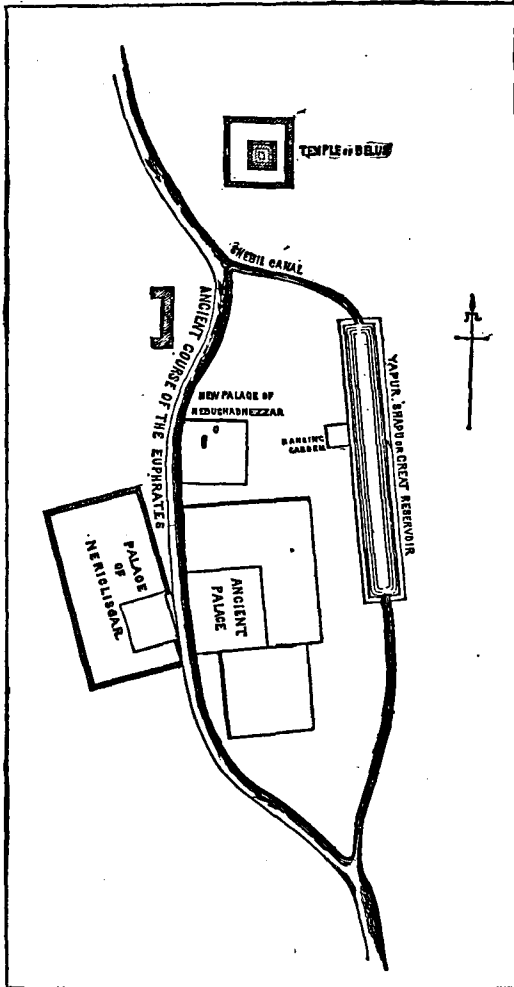 TEMPLE OF BELUS
SHEBIL CANAL
N
ANCIENT COURSE OF THE EUPHRATES
YAPUR, SHAPU OR GREAT RESERVOIR
NEW PALACE OF
NEBUCHADNEZZAR
HANGING
GARDEN
PALACE
OF
NERIGLISSAR
ANCIENT
PALACE